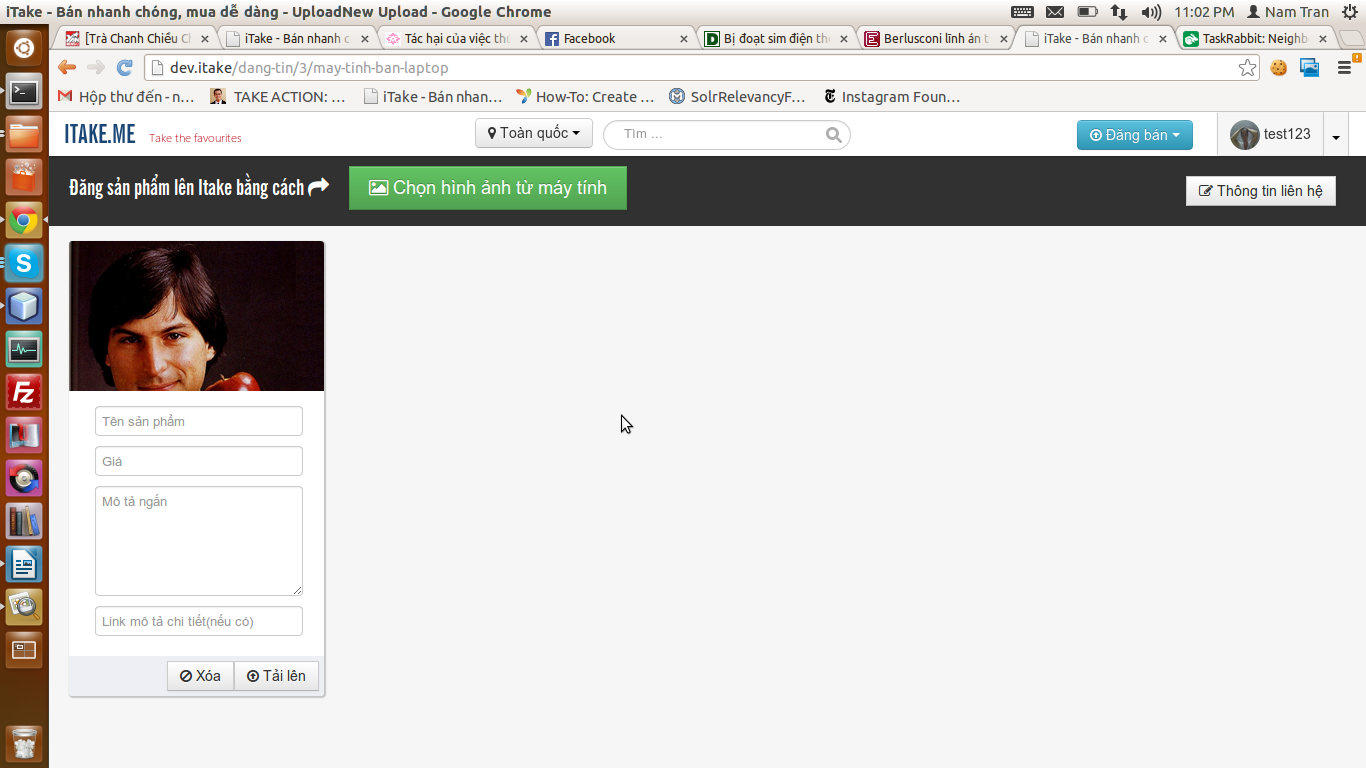 iTake - Bán nhanh chóng, mua dễ dàng - UploadNew Upload - Google Chrome
11:02 PM Nam Tran
[Trà Chanh Chiều Cl
iTake - Bán nhanh c
Tác hại của việc thủ
Facebook
Bị đoạt sim điện tho
Berlusconi lĩnh án t
iTake - Bán nhanh c
TaskRabbit: Neighb
dev.itake/dang-tin/3/may-tinh-ban-laptop
Hộp thư đến - n...
TAKE ACTION: ...
iTake - Bán nhan...
How-To: Create ...
SolrRelevancyF...
Instagram Foun...
ITAKE.ME Take the favourites
Toàn quốc
Tìm ...
Đăng bán
test123
Đăng sản phẩm lên Itake bằng cách
Chọn hình ảnh từ máy tính
Thông tin liên hệ
Tên sản phẩm
Giá
Mô tả ngắn
Link mô tả chi tiết(nếu có)
Xóa
Tải lên